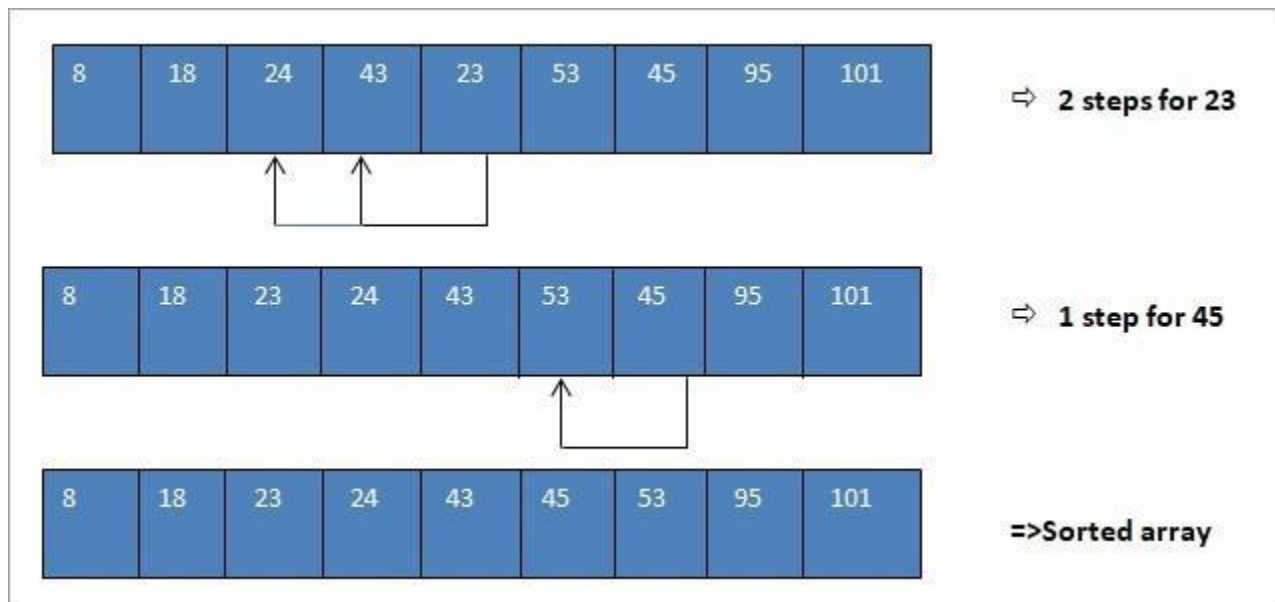 8 18 24 43 23 53 45 95 101
⇨ 2 steps for 23
8 18 23 24 43 53 45 95 101
⇨ 1 step for 45
8 18 23 24 43 45 53 95 101
=>Sorted array